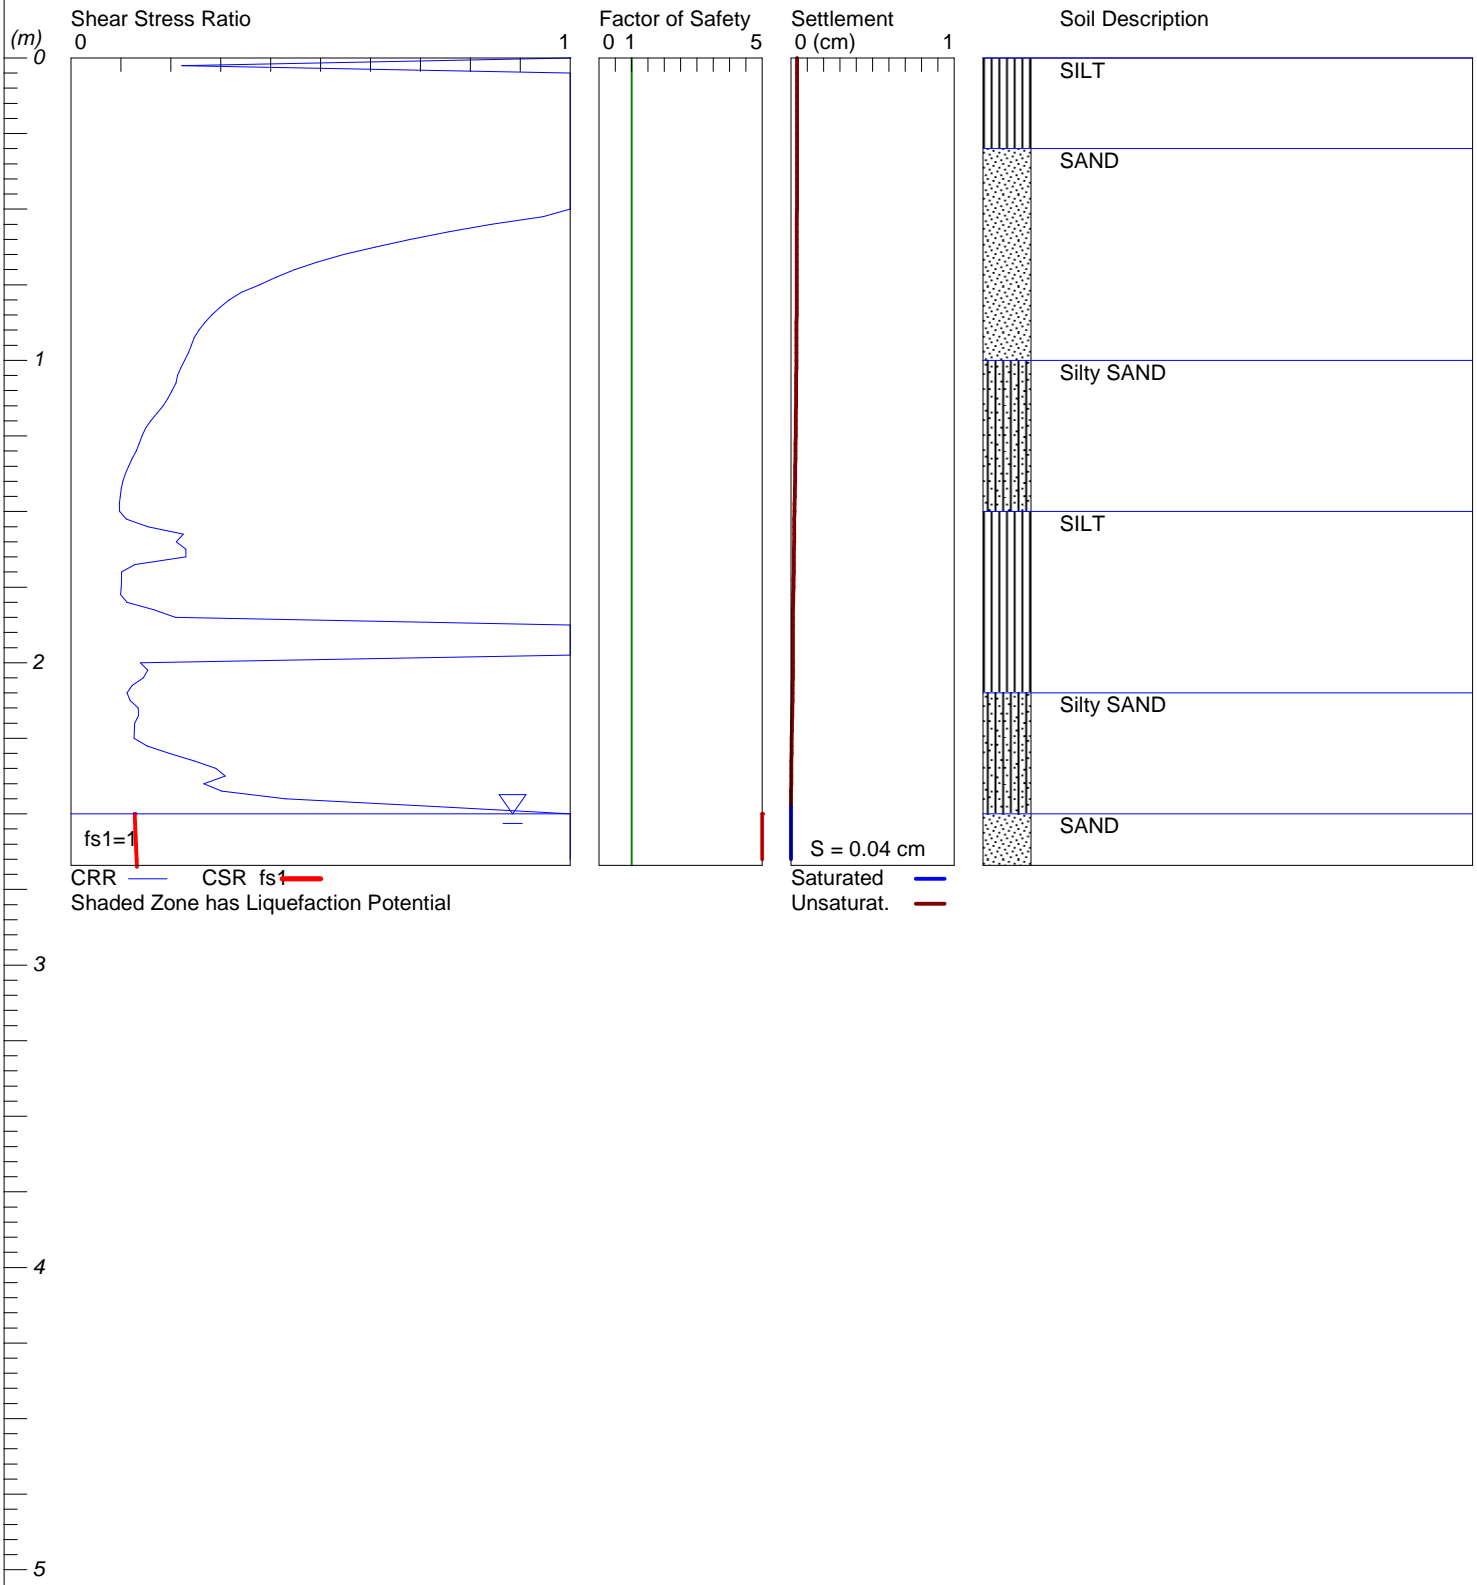 Shear Stress Ratio Factor of Safety Settlement Soil Description
(m) 0 1 0 1 5 0 (cm) 1
0
SILT
SAND
1
Silty SAND
SILT
2
Silty SAND
SAND
fs1=1
S = 0.04 cm
CRR CSR fs1 Saturated
Shaded Zone has Liquefaction Potential Unsaturat.
3
4
5